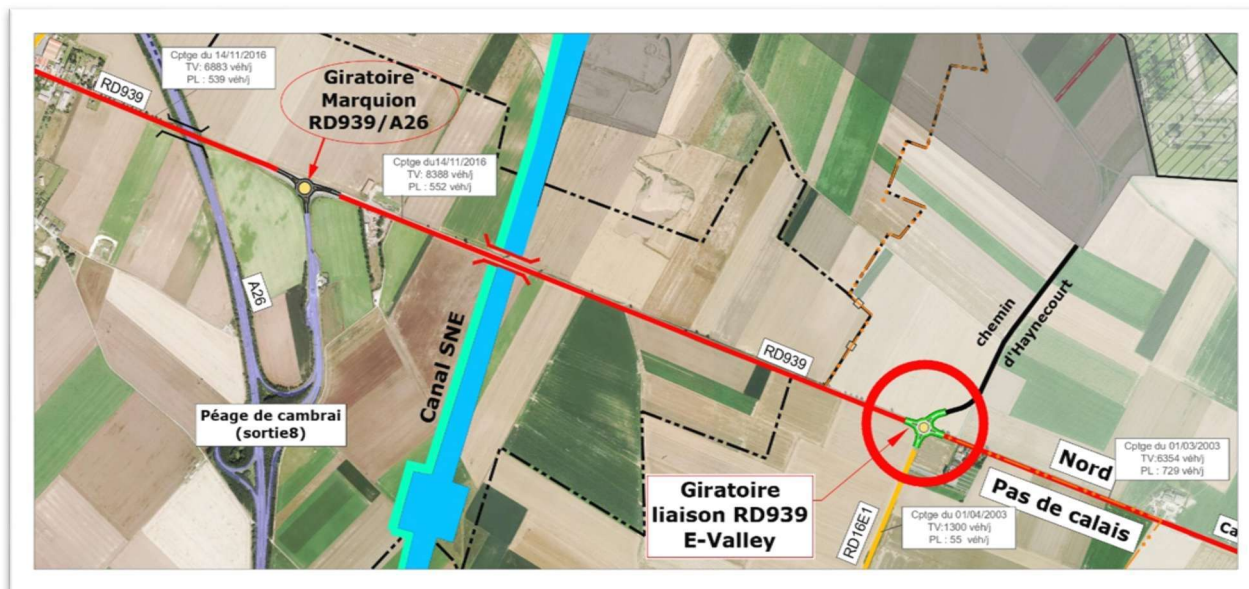 Cptge du 14/11/2016
TV: 6883 véh/j
PL : 539 véh/j
RD939
Giratoire
Marquion
RD939/A26
Cptge du14/11/2016
TV: 8388 véh/j
PL : 552 véh/j
A26
Canal SNE
Péage de cambrai
(sortie8)
RD939
chemin
d'Haynecourt
Giratoire
liaison RD939
E-Valley
RD16E1
Cptge du 01/04/2003
TV:1300 véh/j
PL : 55 véh/j
Nord
Pas de calais
Cptge du 01/03/2003
TV:6354 véh/j
PL : 729 véh/j
Ca